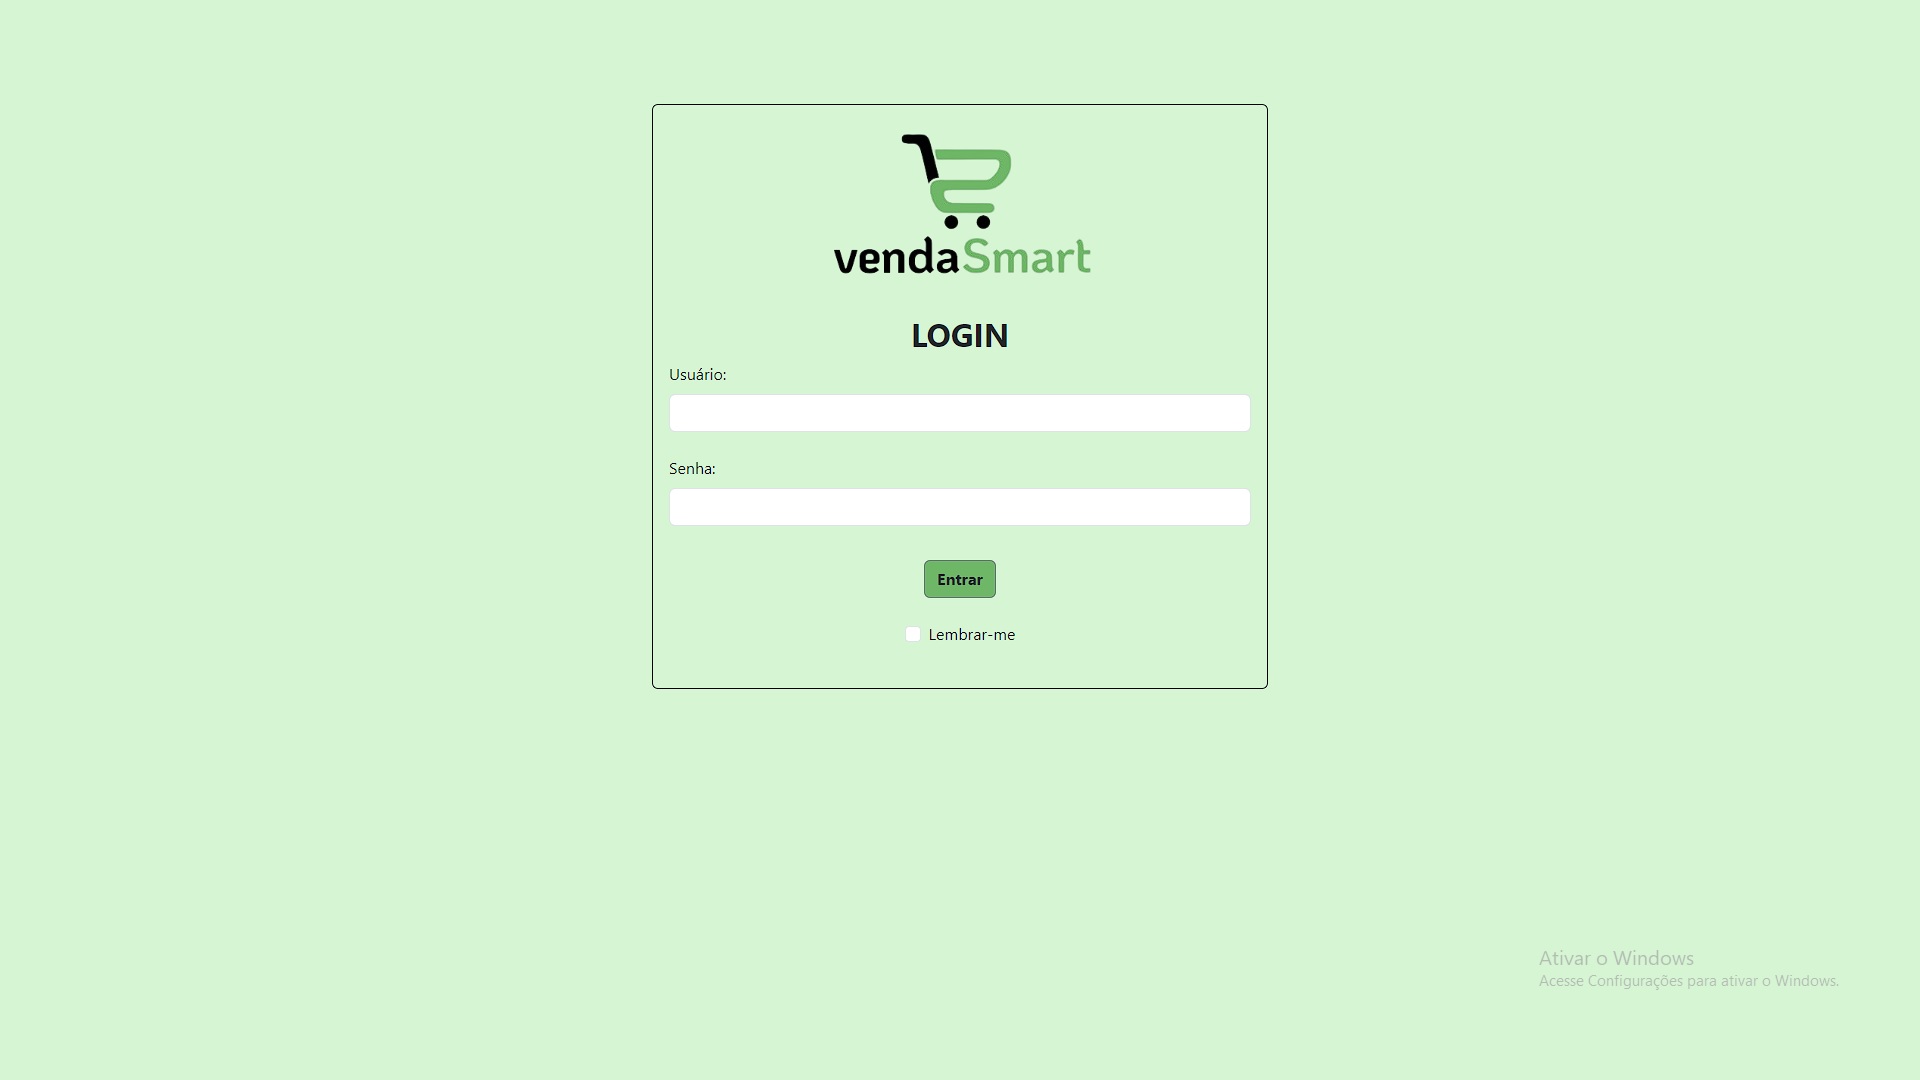 vendaSmart
LOGIN
Usuário:
Senha:
Entrar
Lembrar-me
Ativar o Windows
Acesse Configurações para ativar o Windows.